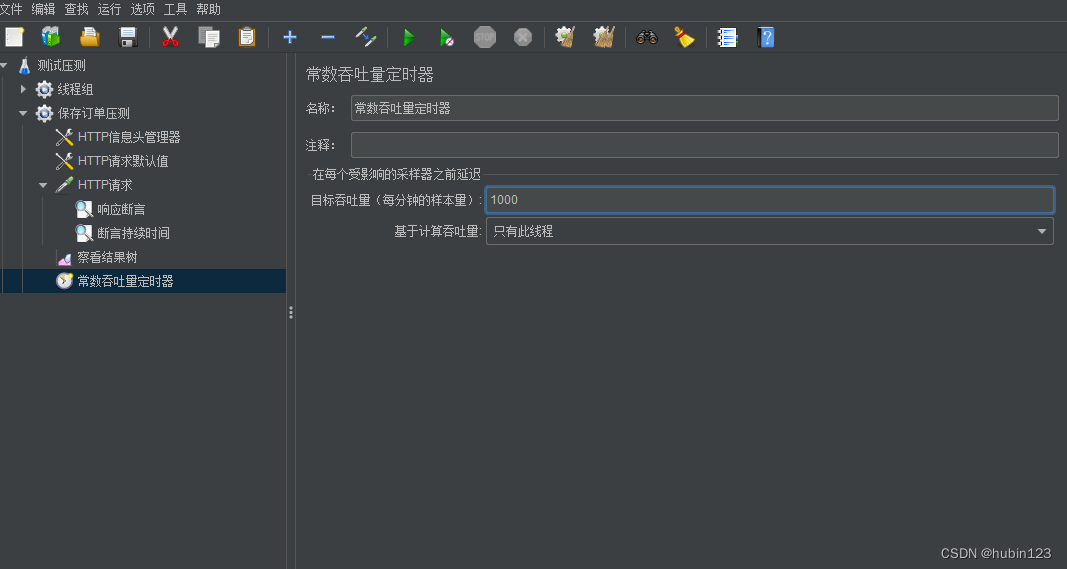 文件 编辑 查找 运行 选项 工具 帮助
STOP
测试压测
线程组
保存订单压测
HTTP信息头管理器
HTTP请求默认值
HTTP请求
响应断言
断言持续时间
察看结果树
常数吞吐量定时器
常数吞吐量定时器
名称: 常数吞吐量定时器
注释:
在每个受影响的采样器之前延迟
目标吞吐量（每分钟的样本量）: 1000
基于计算吞吐量: 只有此线程
CSDN @hubin123